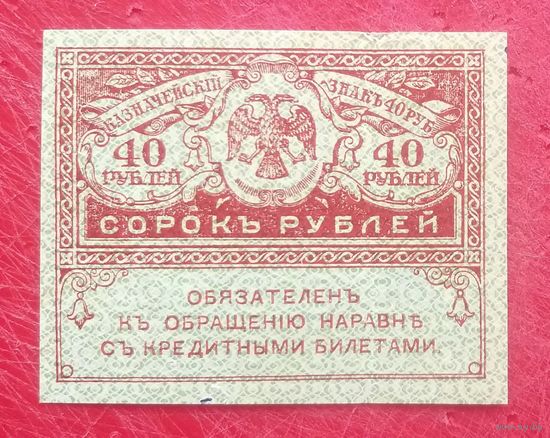 КАЗНАЧЕЙСКІЙ ЗНАКЪ 40 РУБ
40 РУБЛЕЙ 40 РУБЛЕЙ
СОРОКЪ РУБЛЕЙ
ОБЯЗАТЕЛЕНЪ
КЪ ОБРАЩЕНІЮ НАРАВНѢ
СЪ КРЕДИТНЫМИ БИЛЕТАМИ.